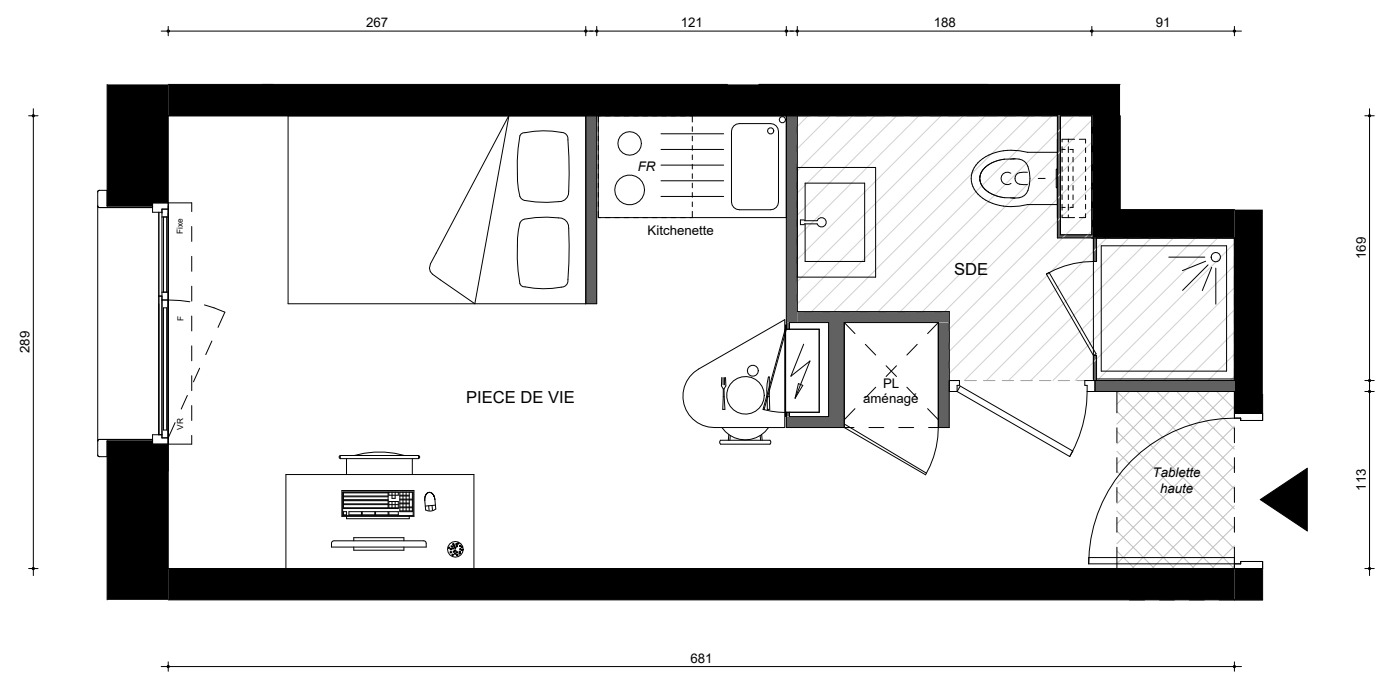 267
121
188
91
289
169
113
681
Fixe
F
VR
FR
Kitchenette
SDE
PIECE DE VIE
PL
aménagé
Tablette
haute